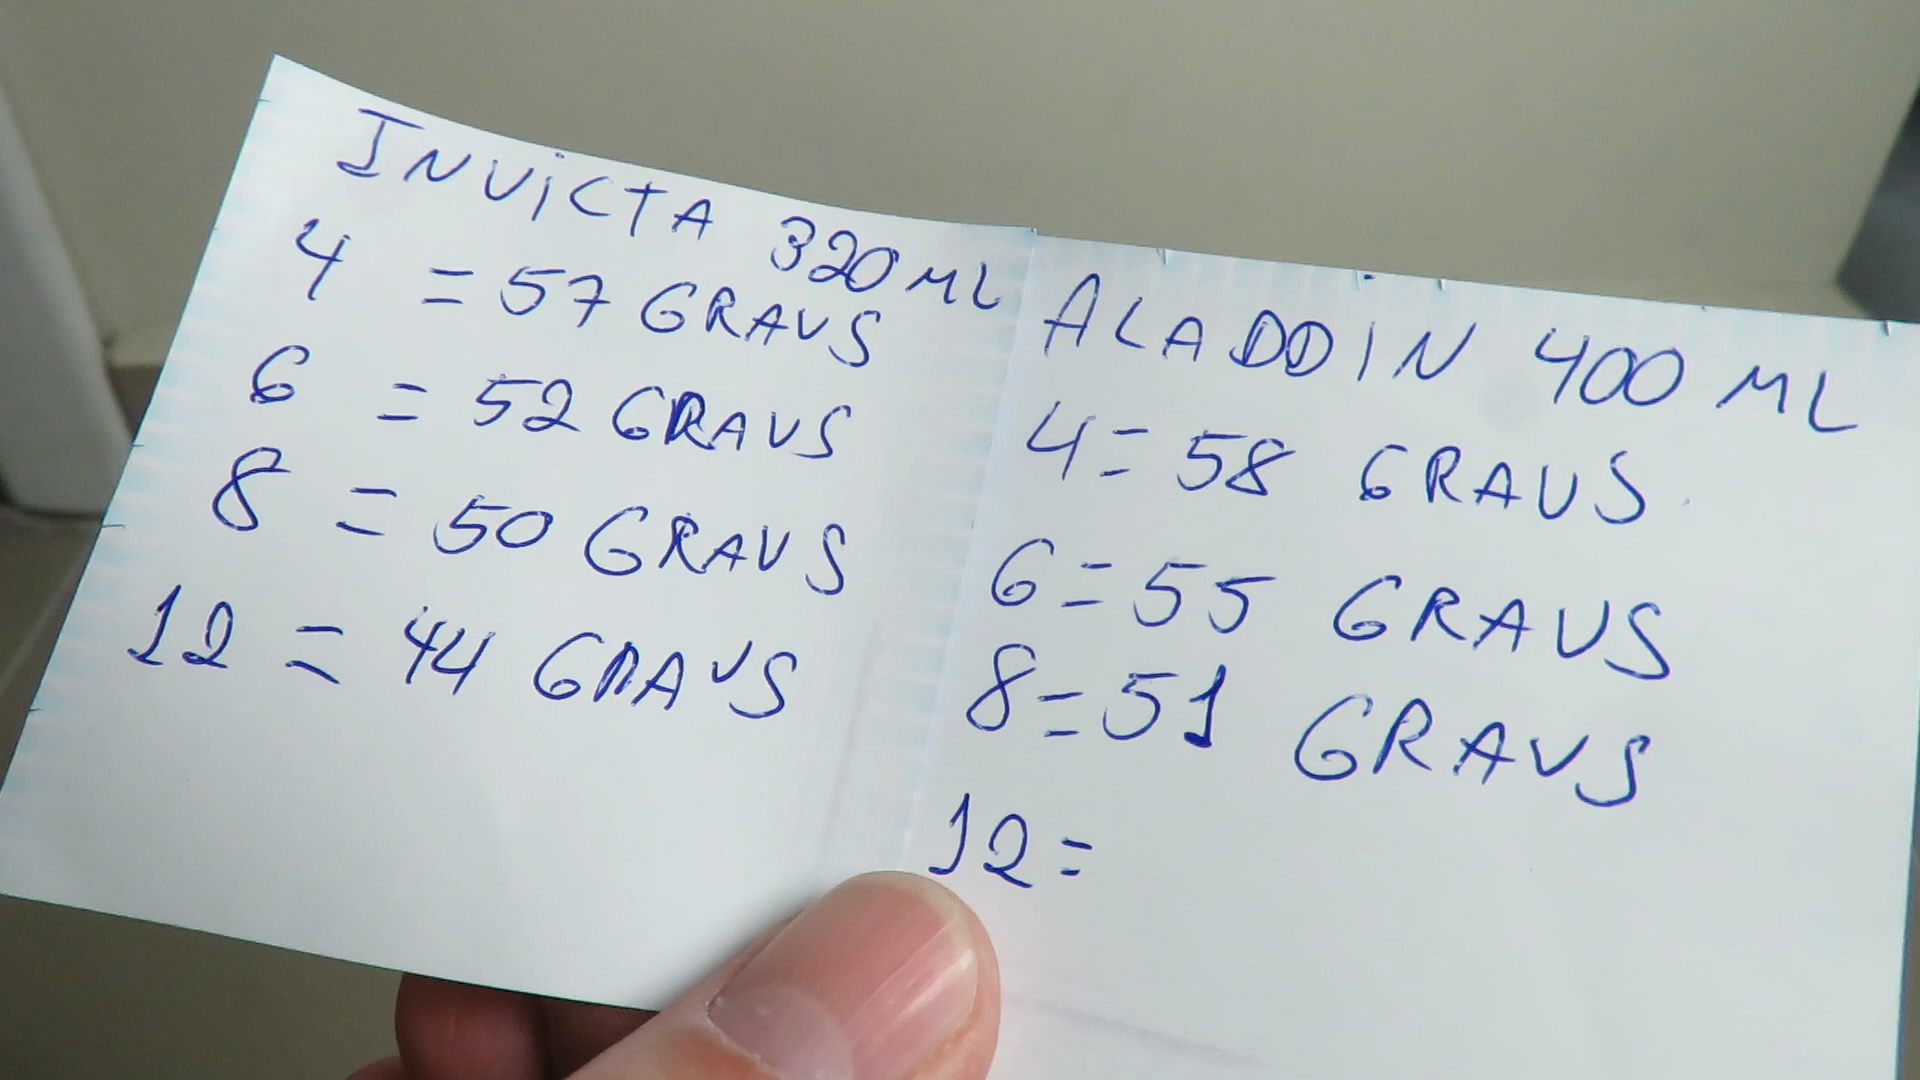 INVICTA 320 ML
4 = 57 GRAUS
6 = 52 GRAUS
8 = 50 GRAUS
12 = 44 GRAUS
ALADDIN 400 ML
4 = 58 GRAUS
6 = 55 GRAUS
8 = 51 GRAUS
12 =